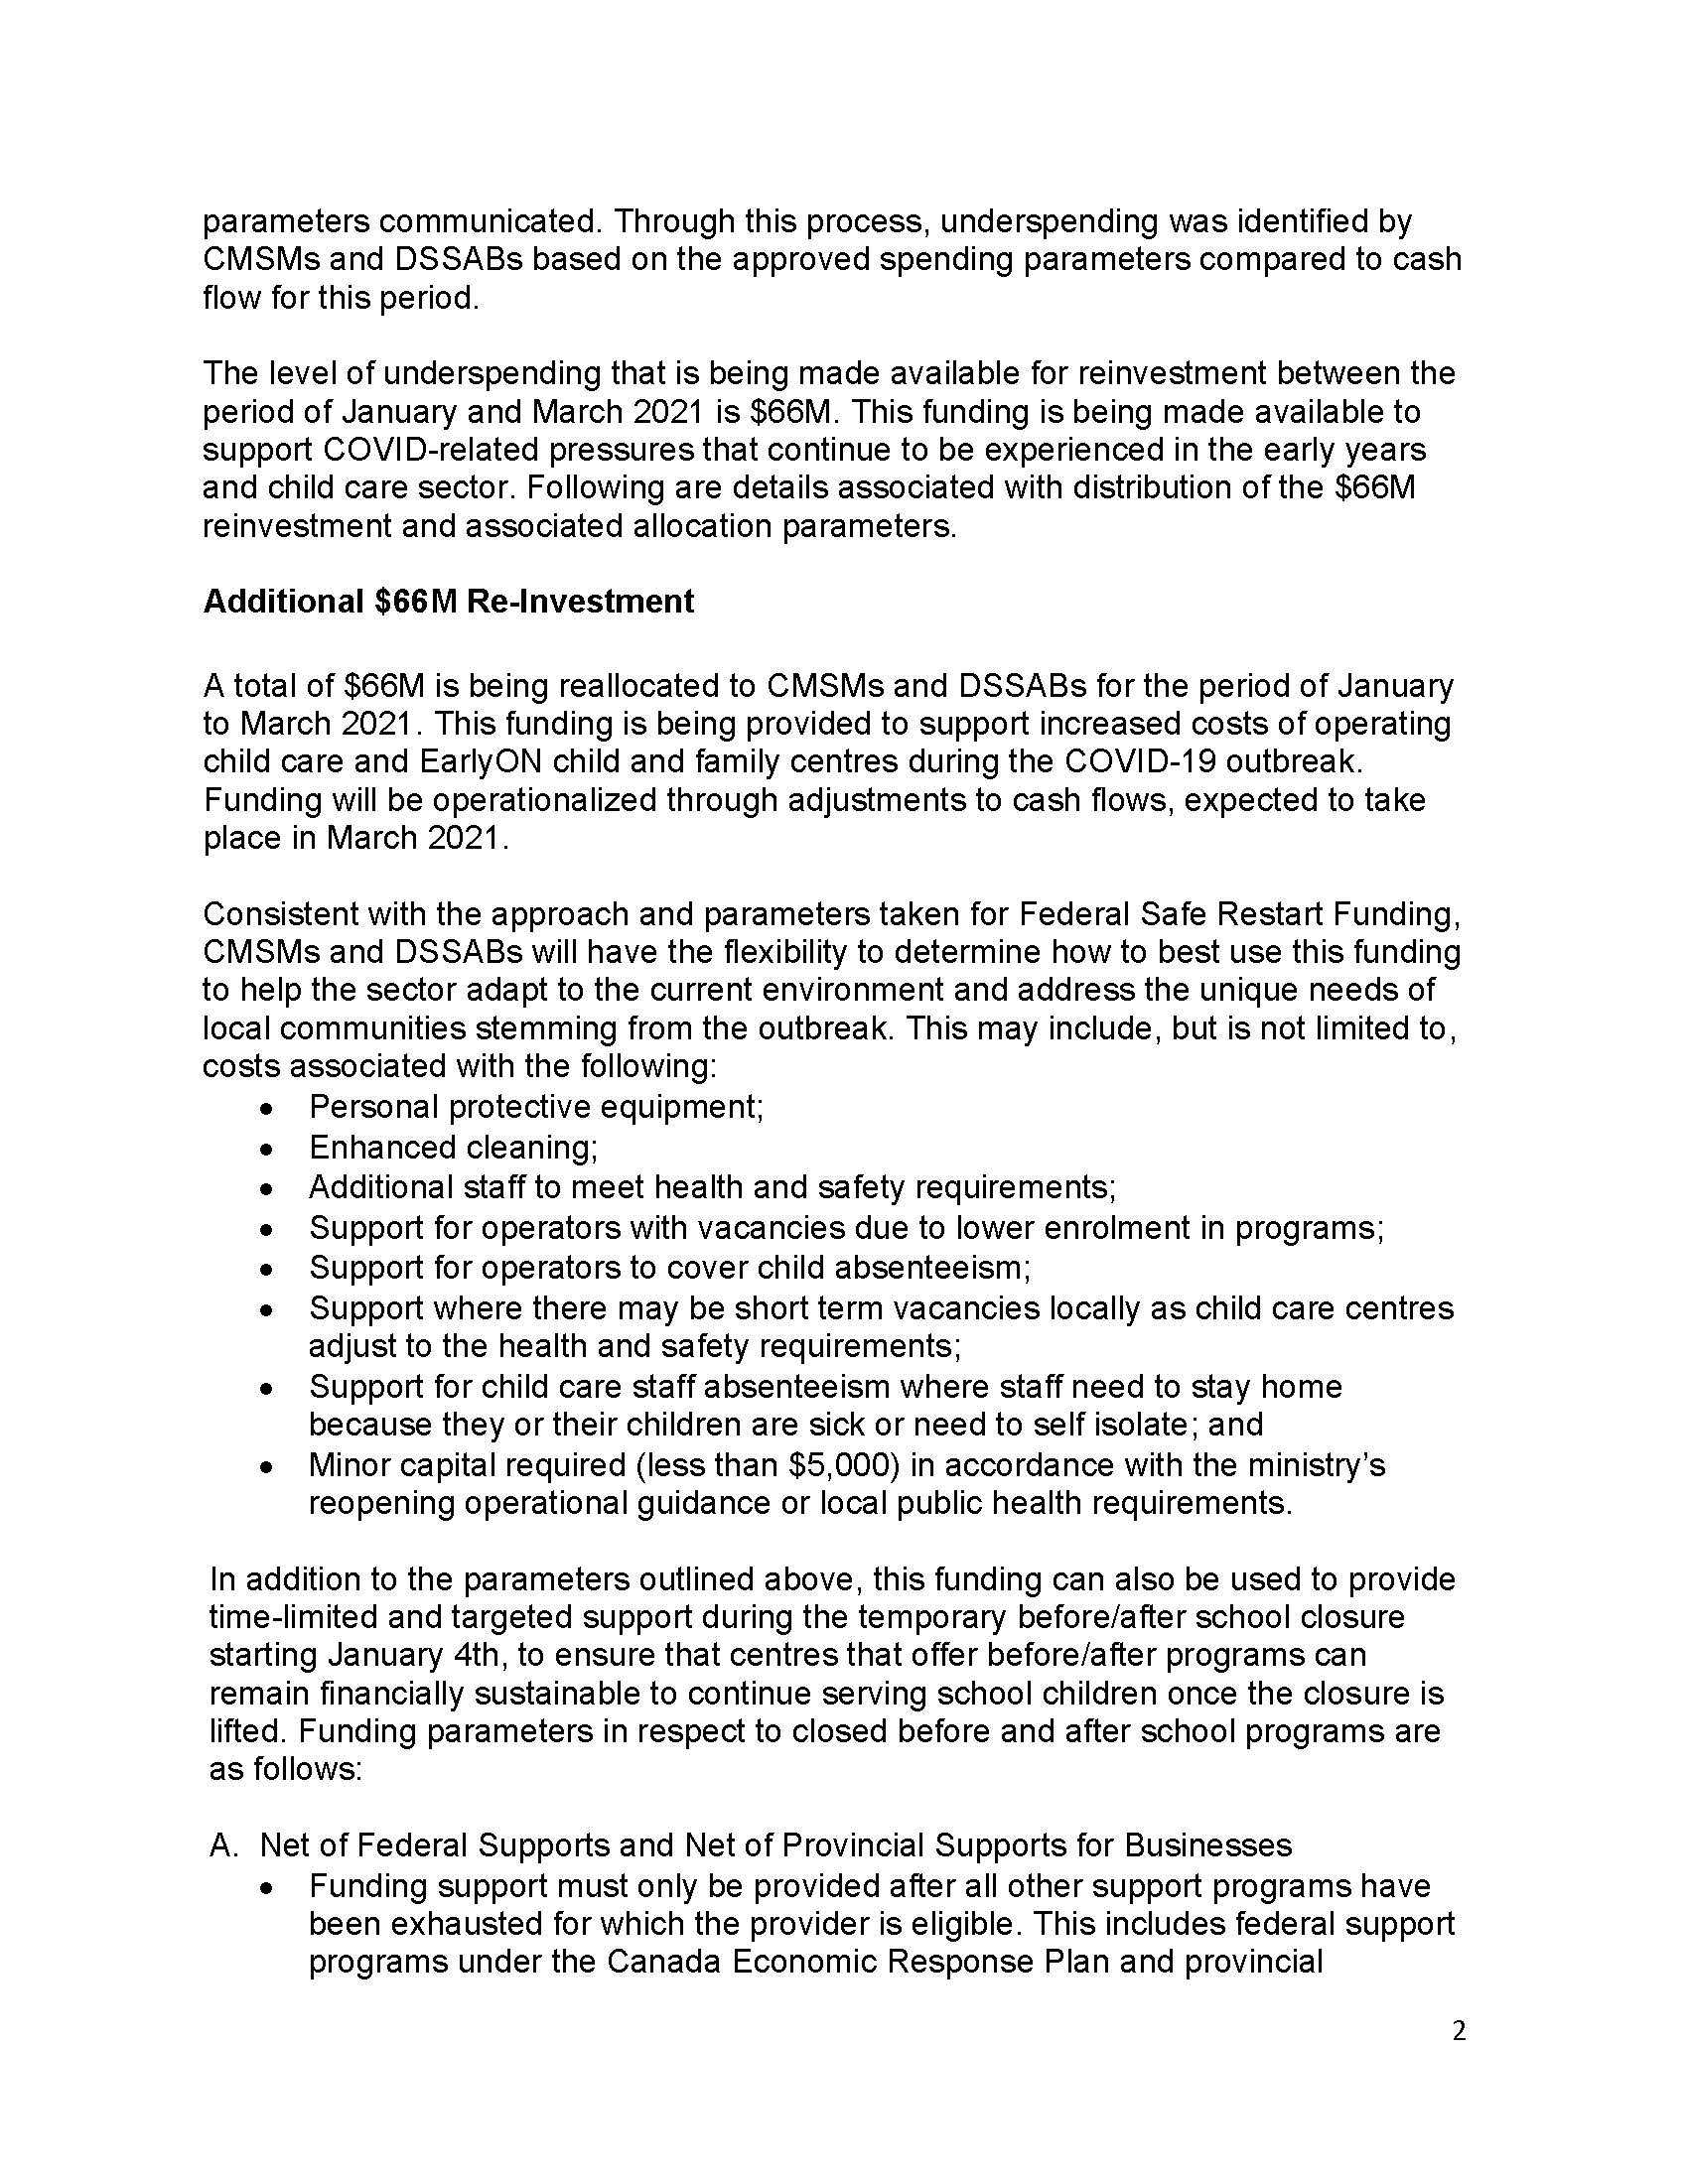 parameters communicated. Through this process, underspending was identified by
CMSMs and DSSABs based on the approved spending parameters compared to cash
flow for this period.
The level of underspending that is being made available for reinvestment between the
period of January and March 2021 is $66M. This funding is being made available to
support COVID-related pressures that continue to be experienced in the early years
and child care sector. Following are details associated with distribution of the $66M
reinvestment and associated allocation parameters.
Additional $66M Re-Investment
A total of $66M is being reallocated to CMSMs and DSSABs for the period of January
to March 2021. This funding is being provided to support increased costs of operating
child care and EarlyON child and family centres during the COVID-19 outbreak.
Funding will be operationalized through adjustments to cash flows, expected to take
place in March 2021.
Consistent with the approach and parameters taken for Federal Safe Restart Funding,
CMSMs and DSSABs will have the flexibility to determine how to best use this funding
to help the sector adapt to the current environment and address the unique needs of
local communities stemming from the outbreak. This may include, but is not limited to,
costs associated with the following:
• Personal protective equipment;
• Enhanced cleaning;
• Additional staff to meet health and safety requirements;
• Support for operators with vacancies due to lower enrolment in programs;
• Support for operators to cover child absenteeism;
• Support where there may be short term vacancies locally as child care centres
adjust to the health and safety requirements;
• Support for child care staff absenteeism where staff need to stay home
because they or their children are sick or need to self isolate; and
• Minor capital required (less than $5,000) in accordance with the ministry’s
reopening operational guidance or local public health requirements.
In addition to the parameters outlined above, this funding can also be used to provide
time-limited and targeted support during the temporary before/after school closure
starting January 4th, to ensure that centres that offer before/after programs can
remain financially sustainable to continue serving school children once the closure is
lifted. Funding parameters in respect to closed before and after school programs are
as follows:
A. Net of Federal Supports and Net of Provincial Supports for Businesses
• Funding support must only be provided after all other support programs have
been exhausted for which the provider is eligible. This includes federal support
programs under the Canada Economic Response Plan and provincial
2